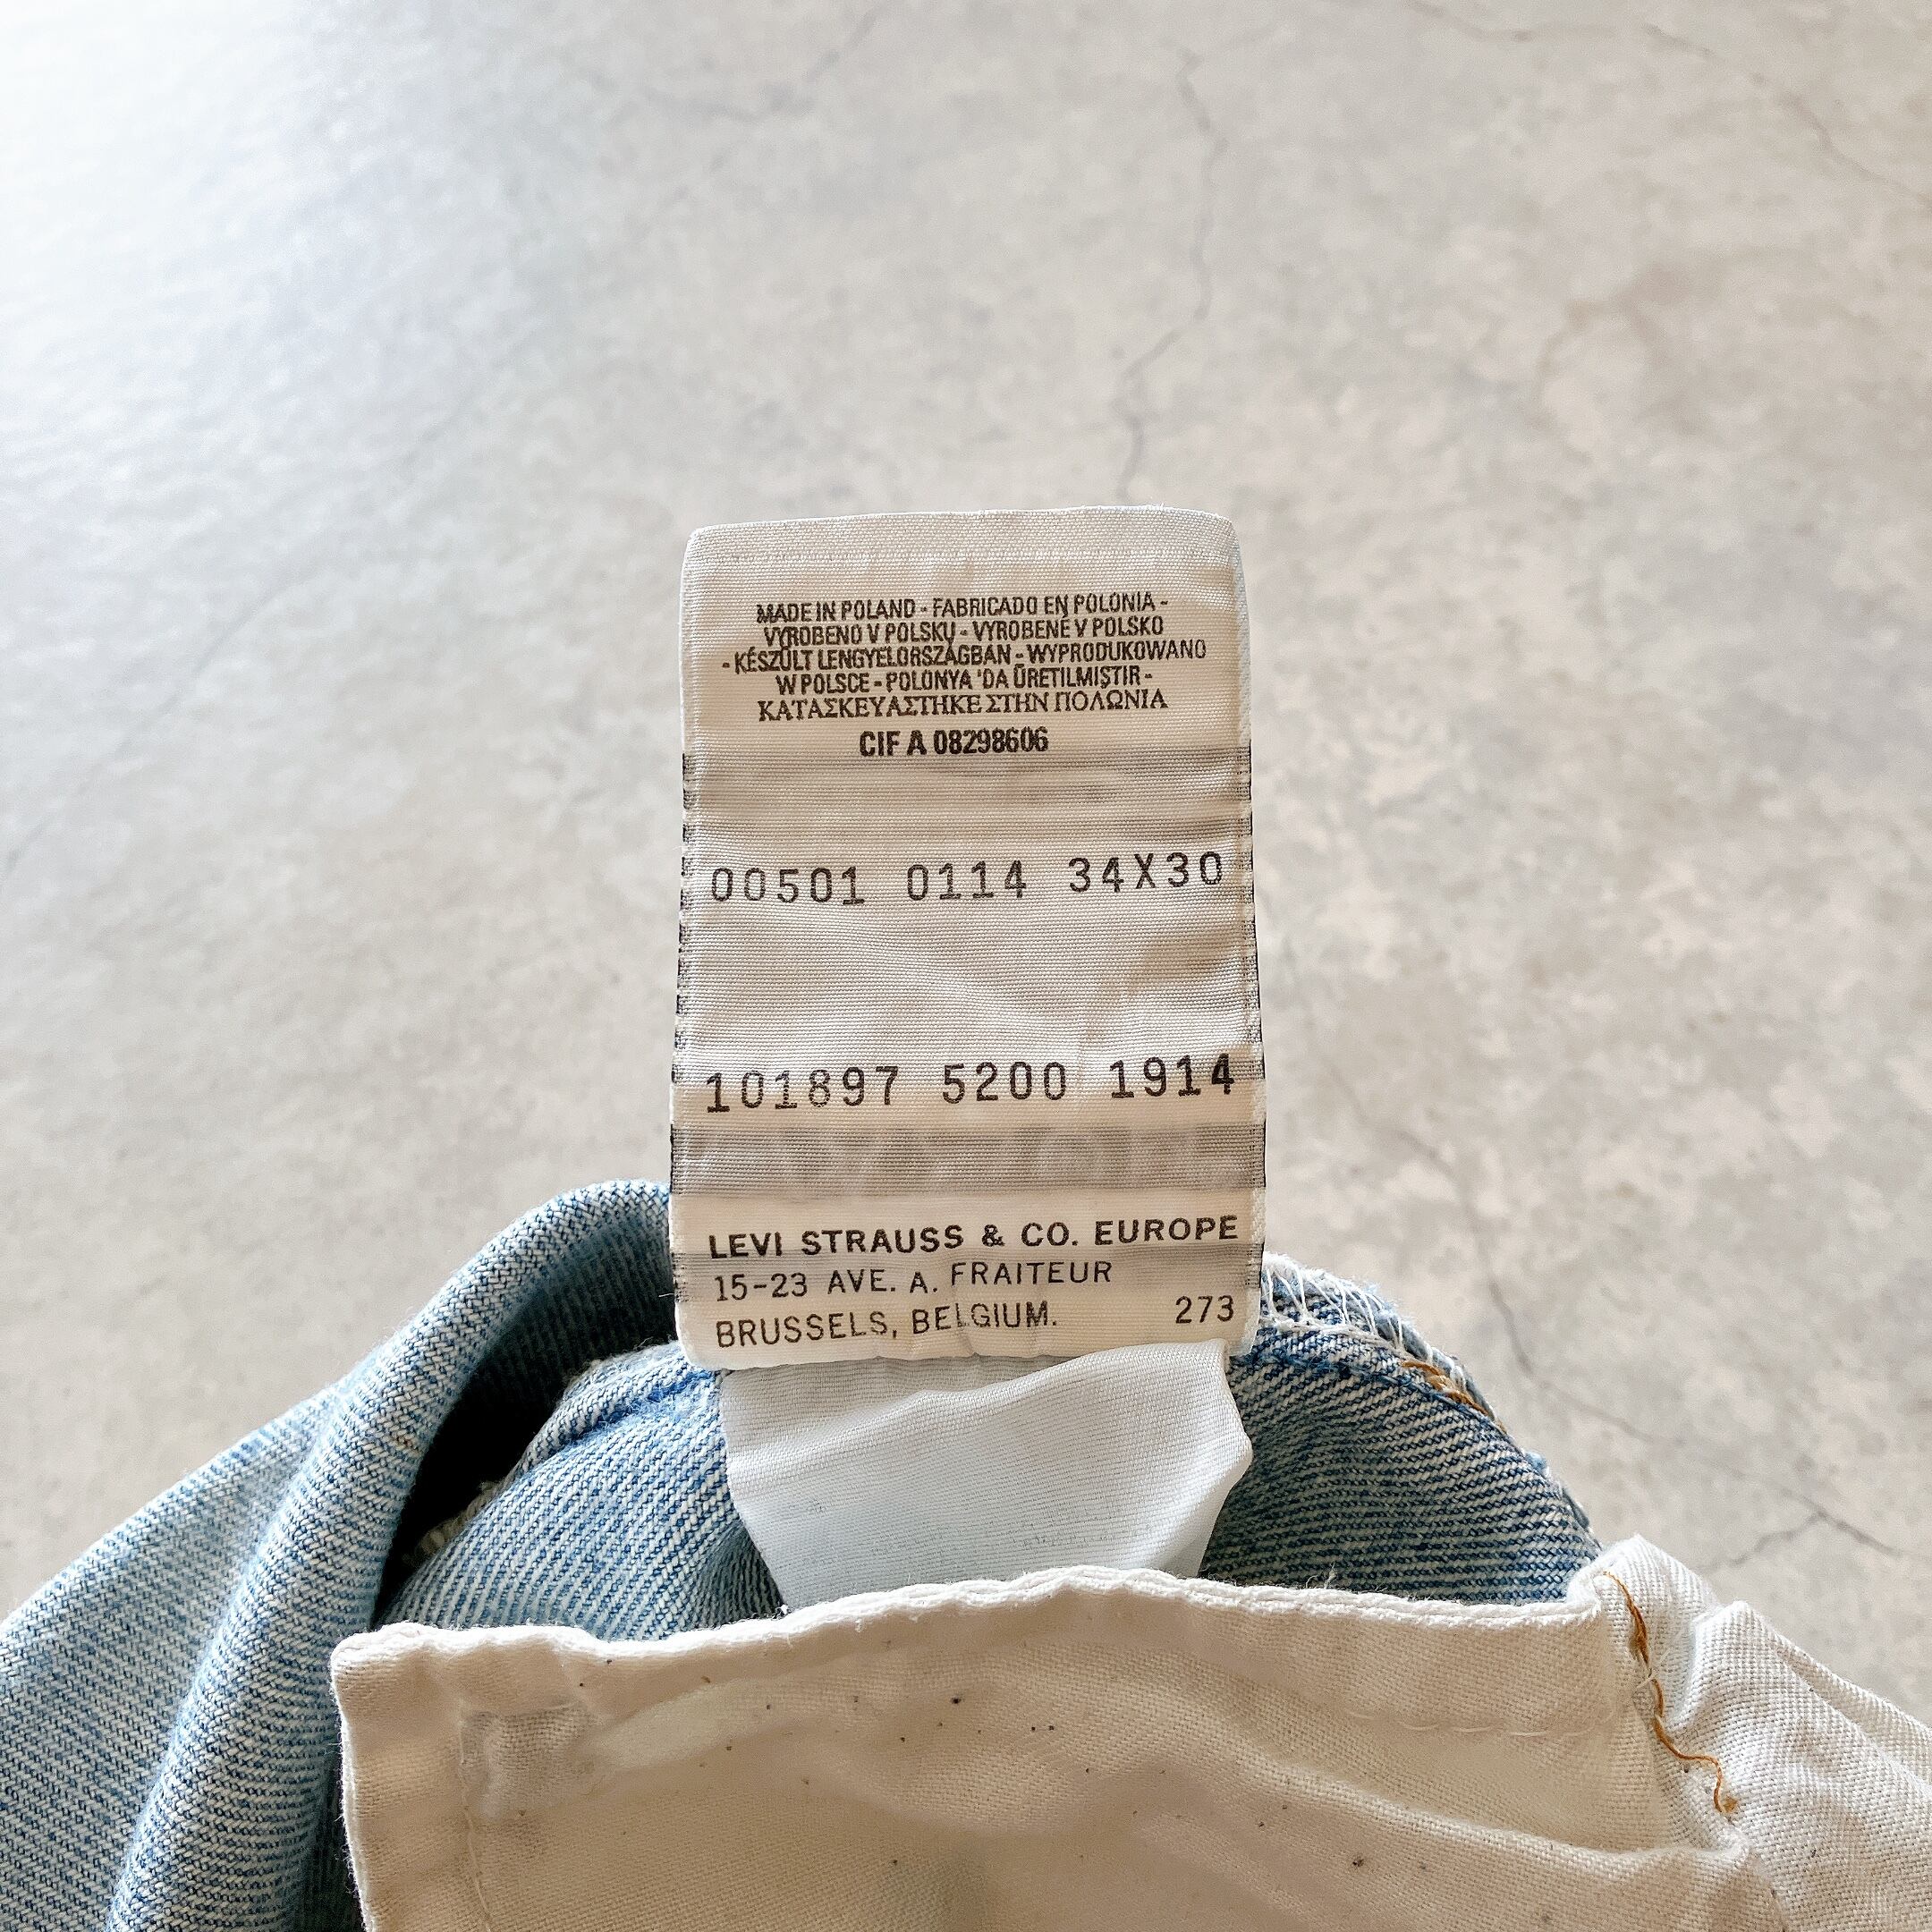 MADE IN POLAND - FABRICADO EN POLONIA -
VYROBENO V POLSKU - VYROBENÉ V POLSKO
- KÉSZÜLT LENGYELORSZÁGBAN - WYPRODUKOWANO
W POLSCE - POLONYA 'DA ÜRETILMIŞTIR -
ΚΑΤΑΣΚΕΥΑΣΤΗΚΕ ΣΤΗΝ ΠΟΛΩΝΙΑ
CIF A 08298606
00501 0114 34X30
101897 5200 1914
LEVI STRAUSS & CO. EUROPE
15-23 AVE. A. FRAITEUR
BRUSSELS, BELGIUM. 273